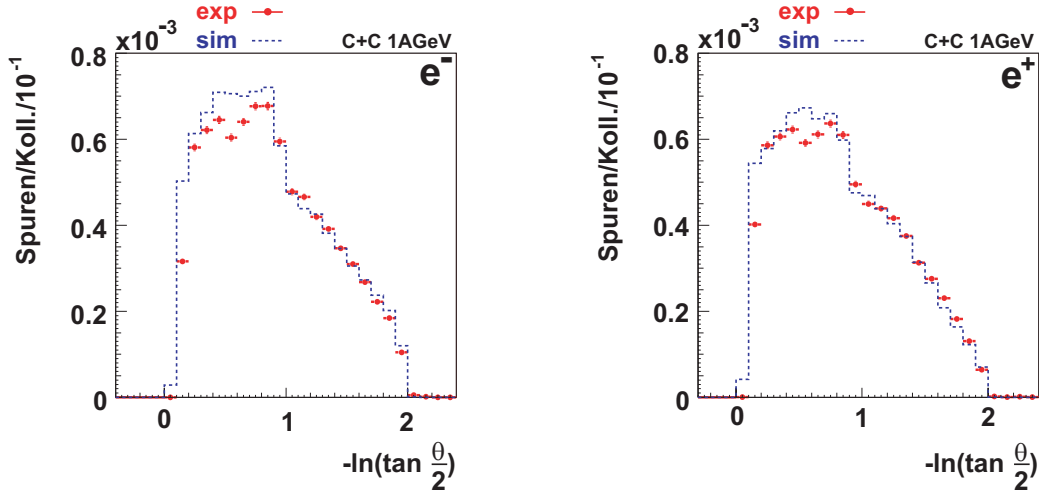 exp
sim
x10⁻³
C+C 1AGeV
e⁻
Spuren/Koll./10⁻¹
0.8
0.6
0.4
0.2
0
0 1 2
-ln(tan θ/2)
exp
sim
x10⁻³
C+C 1AGeV
e⁺
Spuren/Koll./10⁻¹
0.8
0.6
0.4
0.2
0
0 1 2
-ln(tan θ/2)